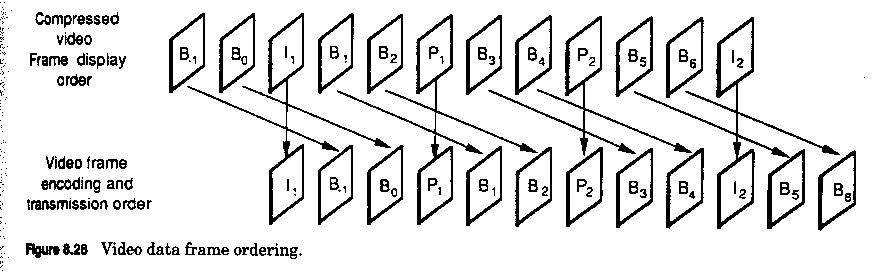 Compressed
video
Frame display
order
B-1 B0 I1 B1 B2 P1 B3 B4 P2 B5 B6 I2
Video frame
encoding and
transmission order
I1 B-1 B0 P1 B1 B2 P2 B3 B4 I2 B5 B6
Figure 8.26 Video data frame ordering.